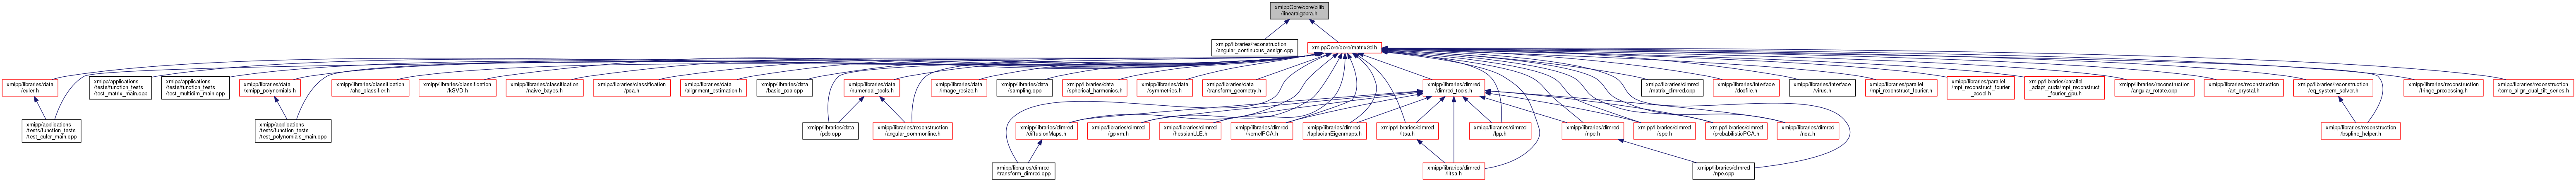 xmippCore/core/bilib
/linearalgebra.h
xmipp/libraries/reconstruction
/angular_continuous_assign.cpp
xmippCore/core/matrix2d.h
xmipp/libraries/data
/euler.h
xmipp/applications
/tests/function_tests
/test_matrix_main.cpp
xmipp/applications
/tests/function_tests
/test_multidim_main.cpp
xmipp/libraries/data
/xmipp_polynomials.h
xmipp/libraries/classification
/ahc_classifier.h
xmipp/libraries/classification
/kSVD.h
xmipp/libraries/classification
/naive_bayes.h
xmipp/libraries/classification
/pca.h
xmipp/libraries/data
/alignment_estimation.h
xmipp/libraries/data
/basic_pca.cpp
xmipp/libraries/data
/numerical_tools.h
xmipp/libraries/data
/image_resize.h
xmipp/libraries/data
/sampling.cpp
xmipp/libraries/data
/spherical_harmonics.h
xmipp/libraries/data
/symmetries.h
xmipp/libraries/data
/transform_geometry.h
xmipp/libraries/dimred
/dimred_tools.h
xmipp/libraries/dimred
/matrix_dimred.cpp
xmipp/libraries/interface
/docfile.h
xmipp/libraries/interface
/virus.h
xmipp/libraries/parallel
/mpi_reconstruct_fourier.h
xmipp/libraries/parallel
/mpi_reconstruct_fourier
_accel.h
xmipp/libraries/parallel
_adapt_cuda/mpi_reconstruct
_fourier_gpu.h
xmipp/libraries/reconstruction
/angular_rotate.cpp
xmipp/libraries/reconstruction
/art_crystal.h
xmipp/libraries/reconstruction
/eq_system_solver.h
xmipp/libraries/reconstruction
/fringe_processing.h
xmipp/libraries/reconstruction
/tomo_align_dual_tilt_series.h
xmipp/applications
/tests/function_tests
/test_euler_main.cpp
xmipp/applications
/tests/function_tests
/test_polynomials_main.cpp
xmipp/libraries/data
/pdb.cpp
xmipp/libraries/reconstruction
/angular_commonline.h
xmipp/libraries/dimred
/diffusionMaps.h
xmipp/libraries/dimred
/gplvm.h
xmipp/libraries/dimred
/hessianLLE.h
xmipp/libraries/dimred
/kernelPCA.h
xmipp/libraries/dimred
/laplacianEigenmaps.h
xmipp/libraries/dimred
/ltsa.h
xmipp/libraries/dimred
/lpp.h
xmipp/libraries/dimred
/npe.h
xmipp/libraries/dimred
/spe.h
xmipp/libraries/dimred
/probabilisticPCA.h
xmipp/libraries/dimred
/nca.h
xmipp/libraries/reconstruction
/bspline_helper.h
xmipp/libraries/dimred
/transform_dimred.cpp
xmipp/libraries/dimred
/lltsa.h
xmipp/libraries/dimred
/npe.cpp